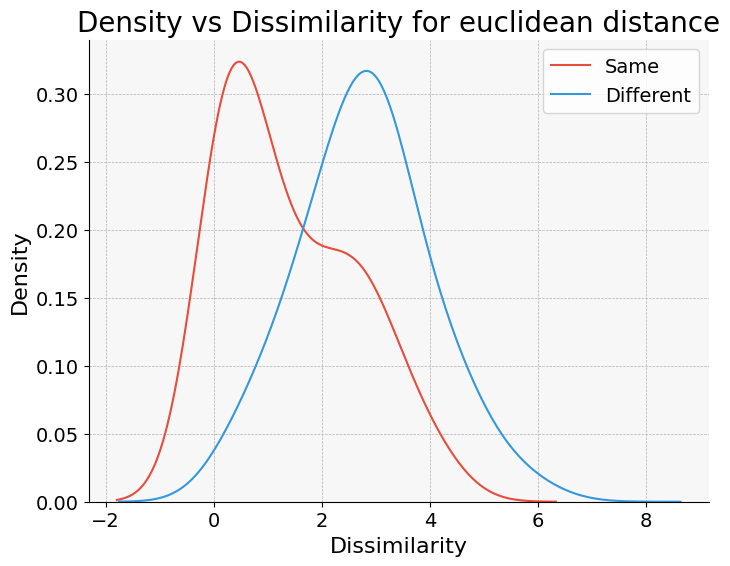 Density vs Dissimilarity for euclidean distance
Same
Different
Density
0.30
0.25
0.20
0.15
0.10
0.05
0.00
−2 0 2 4 6 8
Dissimilarity